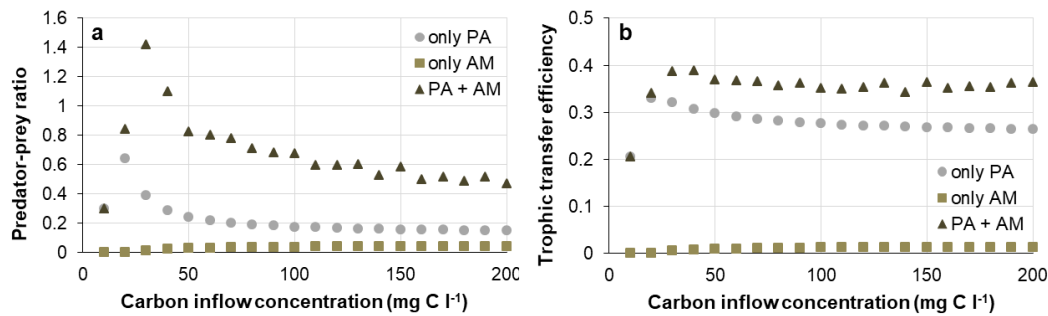 a
Predator-prey ratio
1.6
1.4
1.2
1
0.8
0.6
0.4
0.2
0
only PA
only AM
PA + AM
0 50 100 150 200
Carbon inflow concentration (mg C l-1)
b
Trophic transfer efficiency
0.5
0.4
0.3
0.2
0.1
0
only PA
only AM
PA + AM
0 50 100 150 200
Carbon inflow concentration (mg C l-1)